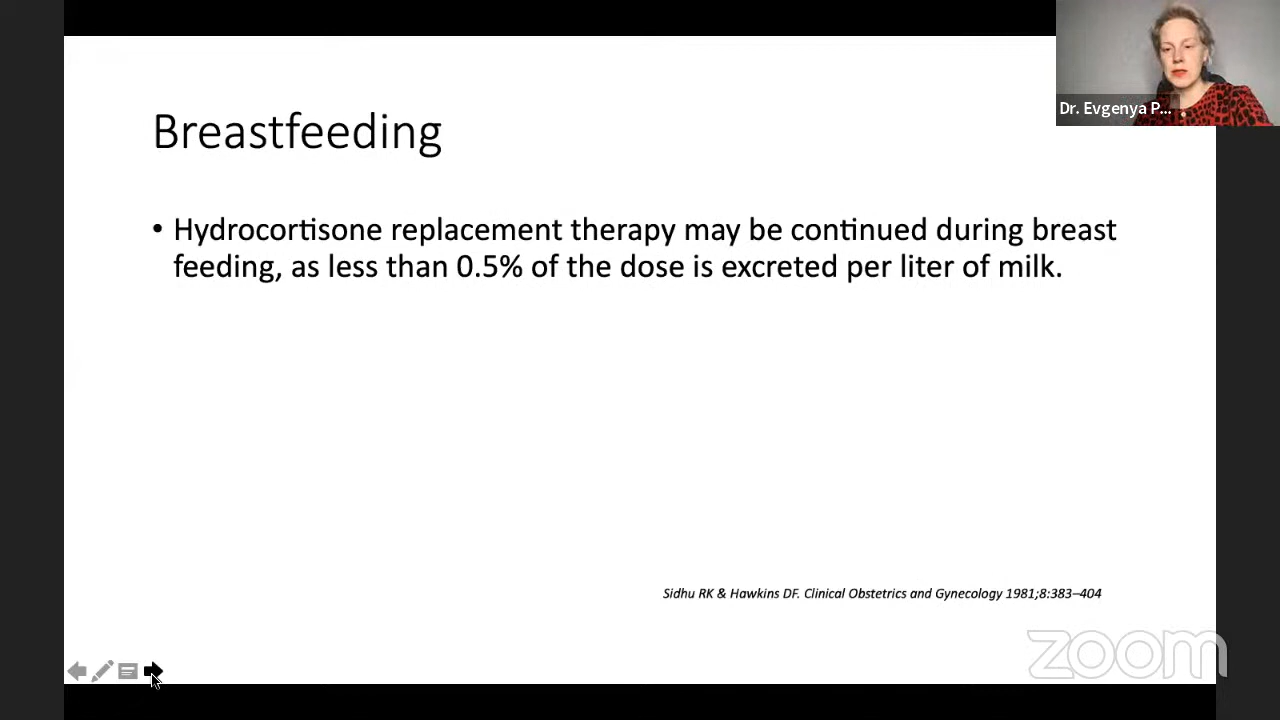 Breastfeeding
• Hydrocortisone replacement therapy may be continued during breast
feeding, as less than 0.5% of the dose is excreted per liter of milk.
Sidhu RK & Hawkins DF. Clinical Obstetrics and Gynecology 1981;8:383–404
Dr. Evgenya P...
zoom